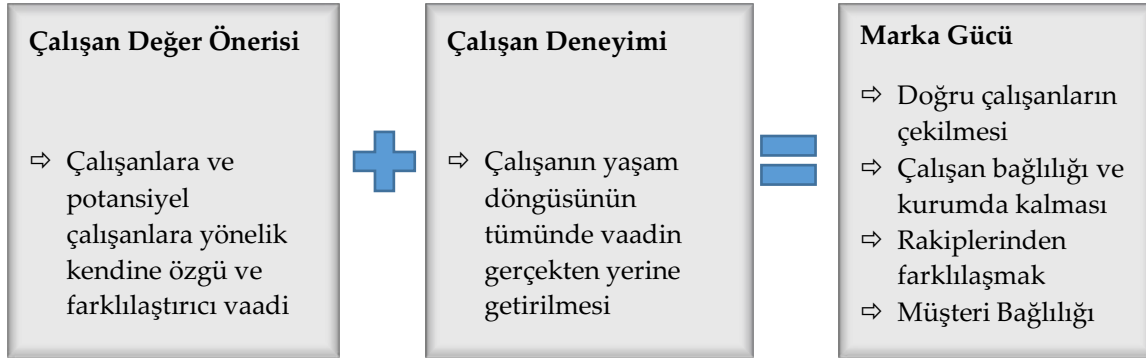 Çalışan Değer Önerisi
⇨ Çalışanlara ve
potansiyel
çalışanlara yönelik
kendine özgü ve
farklılaştırıcı vaadi
Çalışan Deneyimi
⇨ Çalışanın yaşam
döngüsünün
tümünde vaadin
gerçekten yerine
getirilmesi
Marka Gücü
⇨ Doğru çalışanların
çekilmesi
⇨ Çalışan bağlılığı ve
kurumda kalması
⇨ Rakiplerinden
farklılaşmak
⇨ Müşteri Bağlılığı